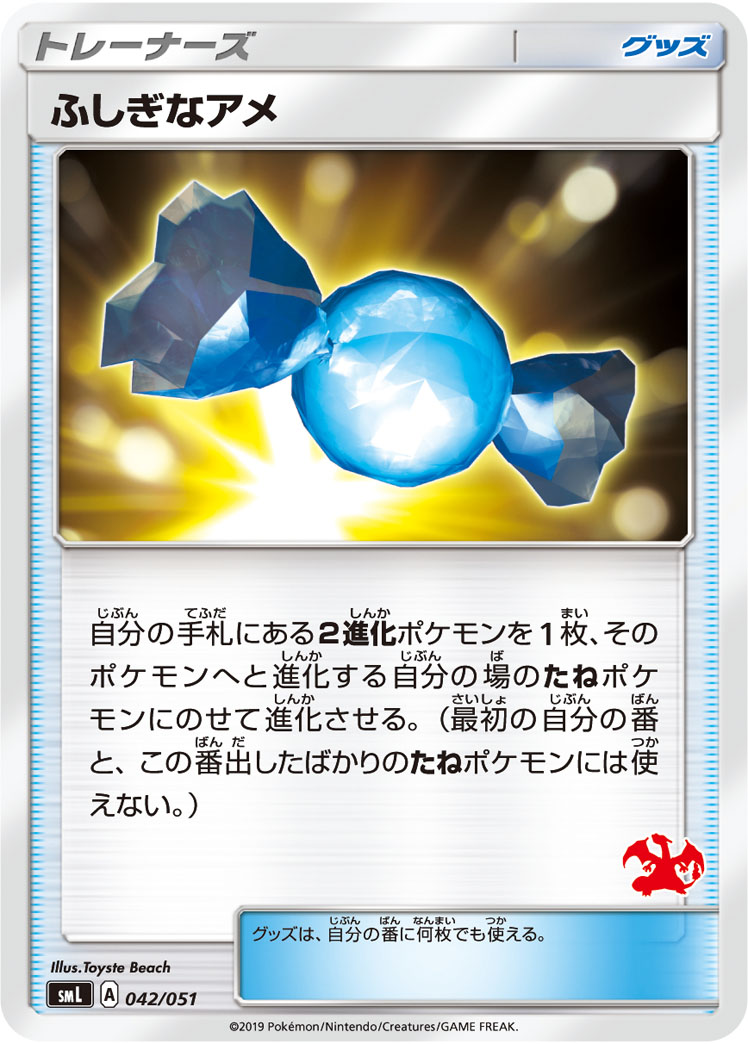 トレーナーズ
グッズ
ふしぎなアメ
自分の手札にある2進化ポケモンを1枚、その
ポケモンへと進化する自分の場のたねポケ
モンにのせて進化させる。（最初の自分の番
と、この番出したばかりのたねポケモンには使
えない。）
グッズは、自分の番に何枚でも使える。
Illus.Toyste Beach
SML A 042/051
©2019 Pokémon/Nintendo/Creatures/GAME FREAK.